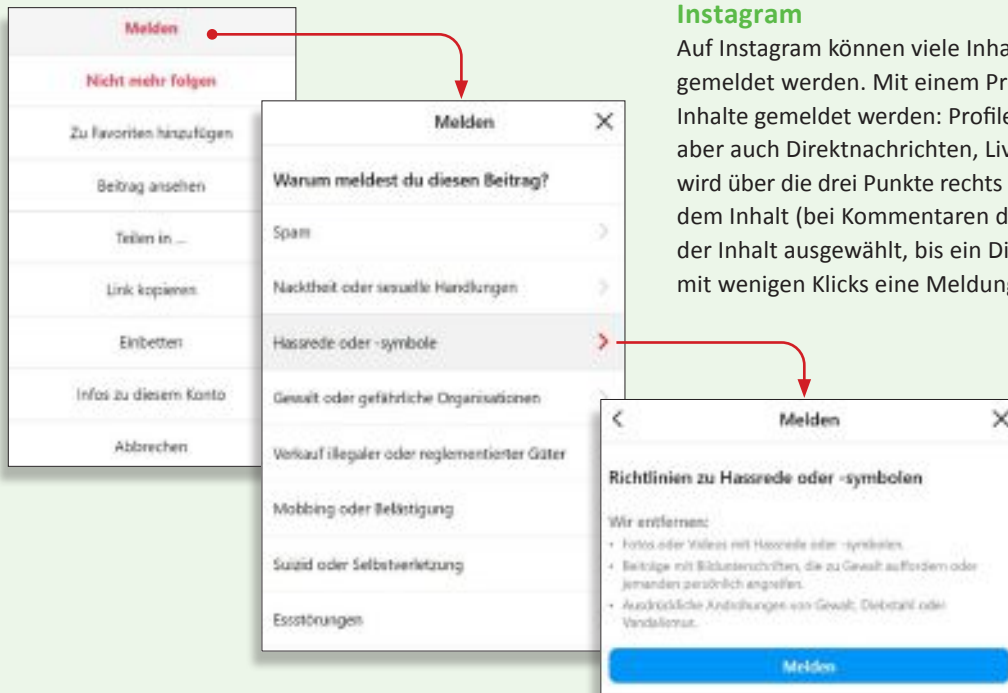 Instagram
Auf Instagram können viele Inha
gemeldet werden. Mit einem Pr
Inhalte gemeldet werden: Profile
aber auch Direktnachrichten, Liv
wird über die drei Punkte rechts
dem Inhalt (bei Kommentaren d
der Inhalt ausgewählt, bis ein Di
mit wenigen Klicks eine Meldung
Melden
Nicht mehr folgen
Zu Favoriten hinzufügen
Beitrag ansehen
Teilen in ...
Link kopieren
Einbetten
Infos zu diesem Konto
Abbrechen
Melden
Warum meldest du diesen Beitrag?
Spam
Nacktheit oder sexuelle Handlungen
Hassrede oder -symbole
Gewalt oder gefährliche Organisationen
Verkauf illegaler oder reglementierter Güter
Mobbing oder Belästigung
Suizid oder Selbstverletzung
Essstörungen
Melden
Richtlinien zu Hassrede oder -symbolen
Wir entfernen:
• Fotos oder Videos mit Hassrede oder -symbolen.
• Beiträge mit Bildunterschriften, die zu Gewalt auffordern oder
jemanden persönlich angreifen.
• Ausdrückliche Androhungen von Gewalt, Diebstahl oder
Vandalismus.
Melden